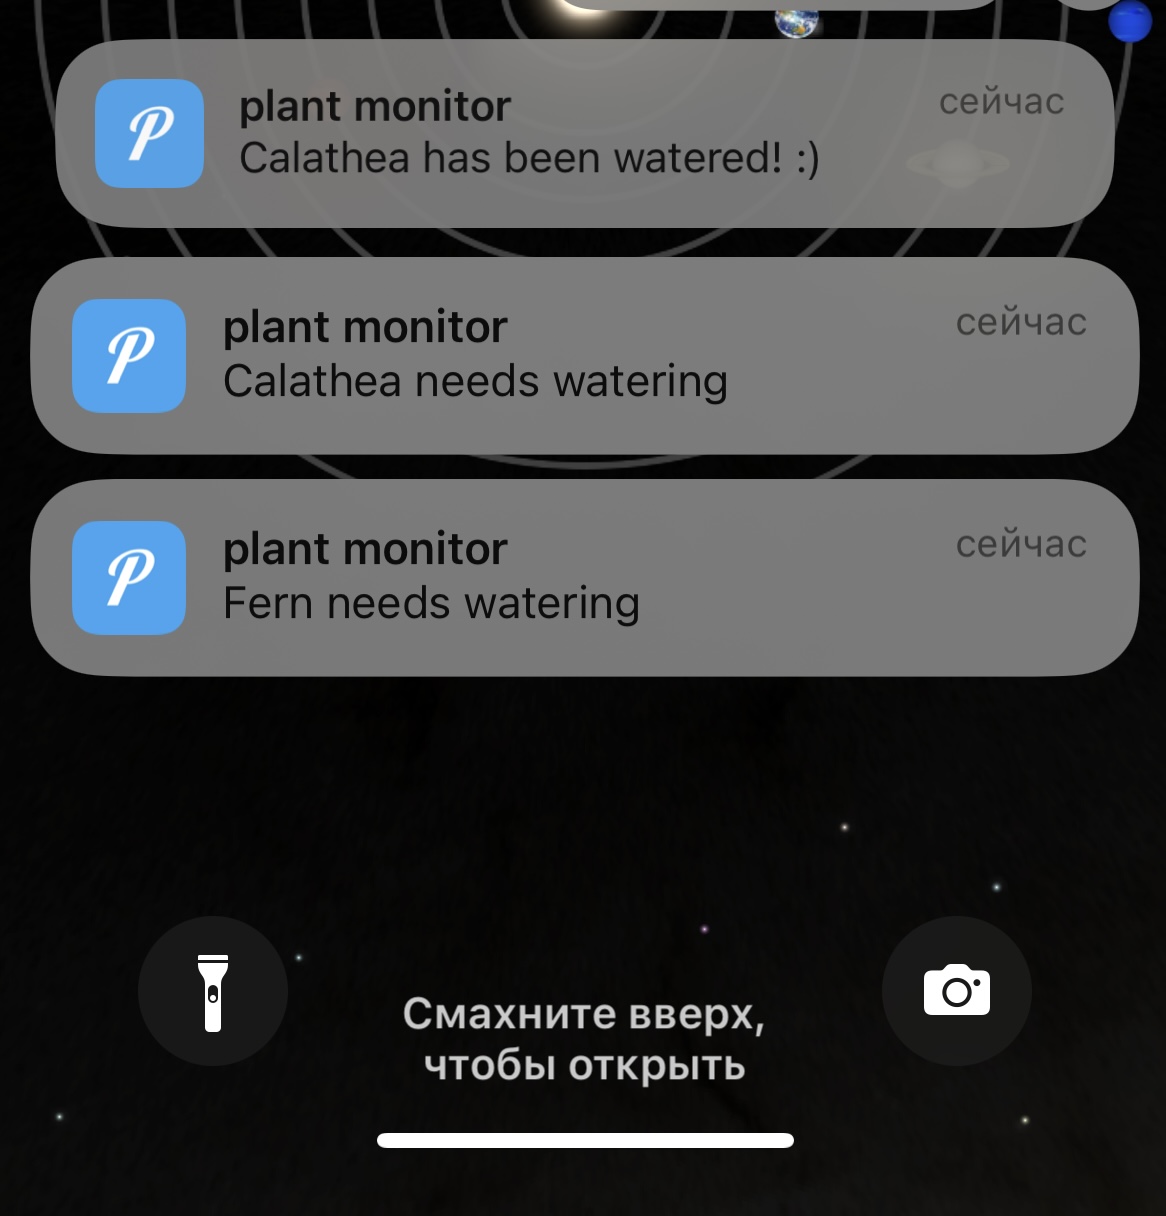 plant monitor
сейчас
Calathea has been watered! :)
plant monitor
сейчас
Calathea needs watering
plant monitor
сейчас
Fern needs watering
Смахните вверх,
чтобы открыть